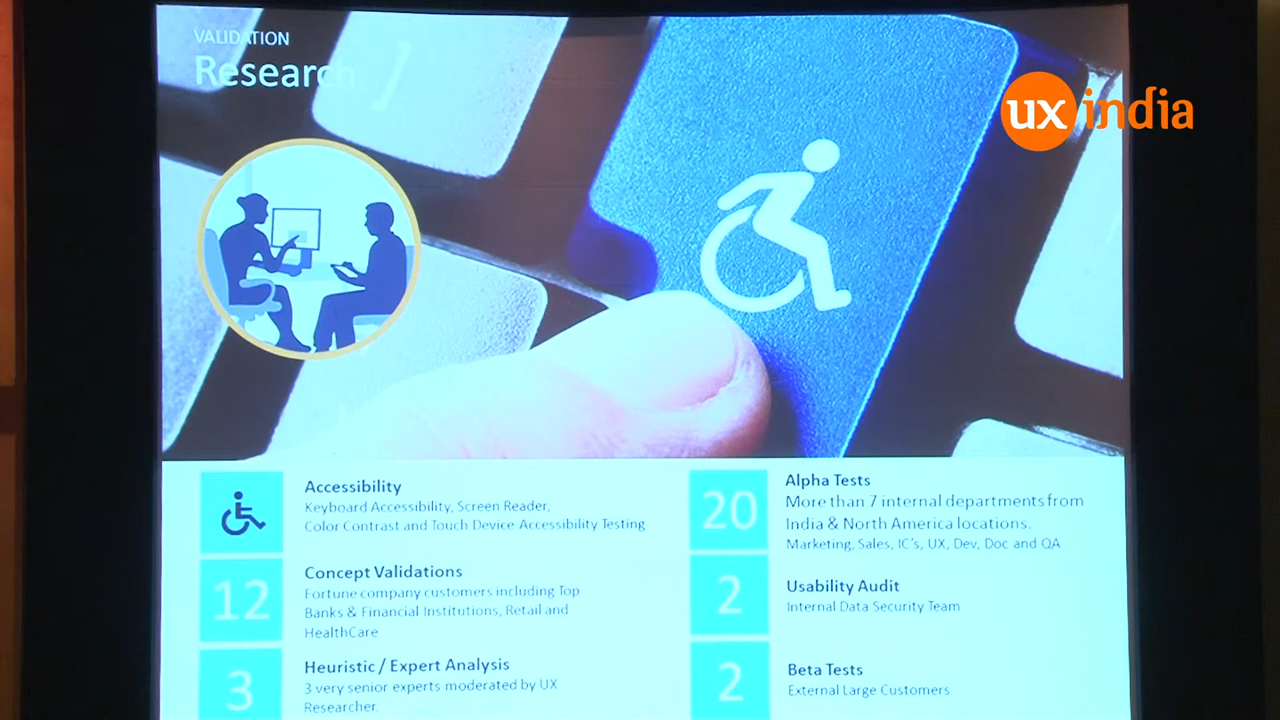 VALIDATION
Research
ux india
Accessibility
Keyboard Accessibility, Screen Reader,
Color Contrast and Touch Device Accessibility Testing
12
Concept Validations
Fortune company customers including Top
Banks & Financial Institutions, Retail and
HealthCare
3
Heuristic / Expert Analysis
3 very senior experts moderated by UX
Researcher.
20
Alpha Tests
More than 7 internal departments from
India & North America locations.
Marketing, Sales, IC's, UX, Dev, Doc and QA
2
Usability Audit
Internal Data Security Team
2
Beta Tests
External Large Customers